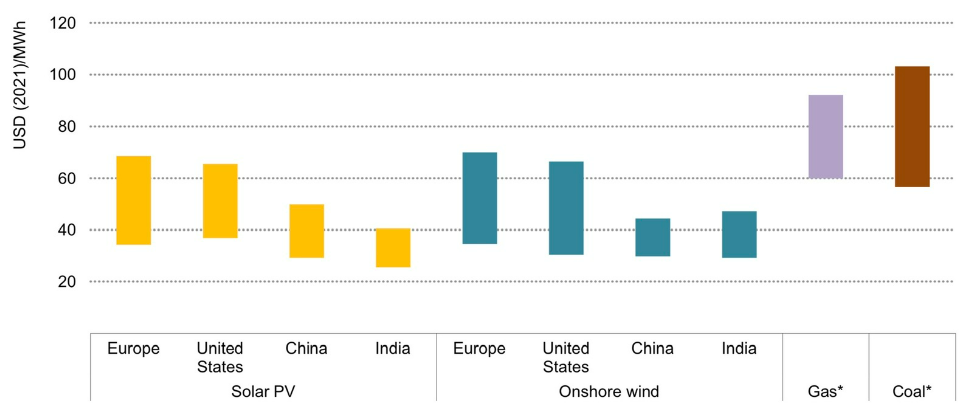 USD (2021)/MWh
120
100
80
60
40
20
Europe United States China India Europe United States China India
Solar PV Onshore wind Gas* Coal*